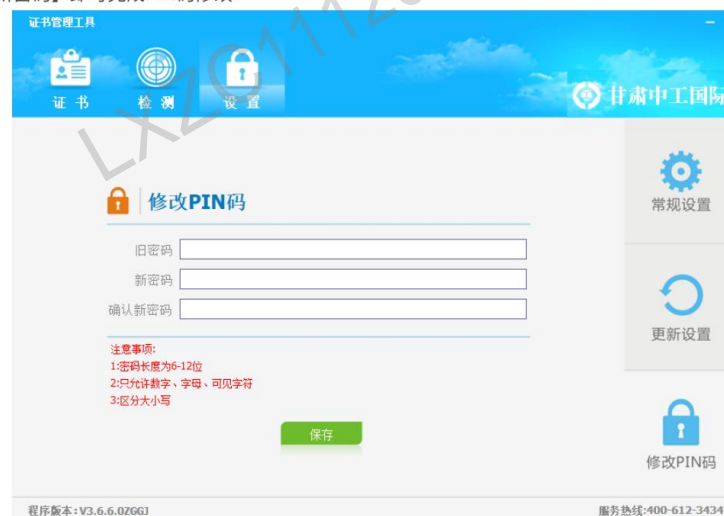 证书管理工具
证书
检测
设置
甘肃中工国际
修改PIN码
常规设置
旧密码
新密码
确认新密码
更新设置
注意事项:
1:密码长度为6-12位
2:只允许数字、字母、可见字符
3:区分大小写
保存
修改PIN码
程序版本:V3.6.6.0ZGGJ
服务热线:400-612-3434